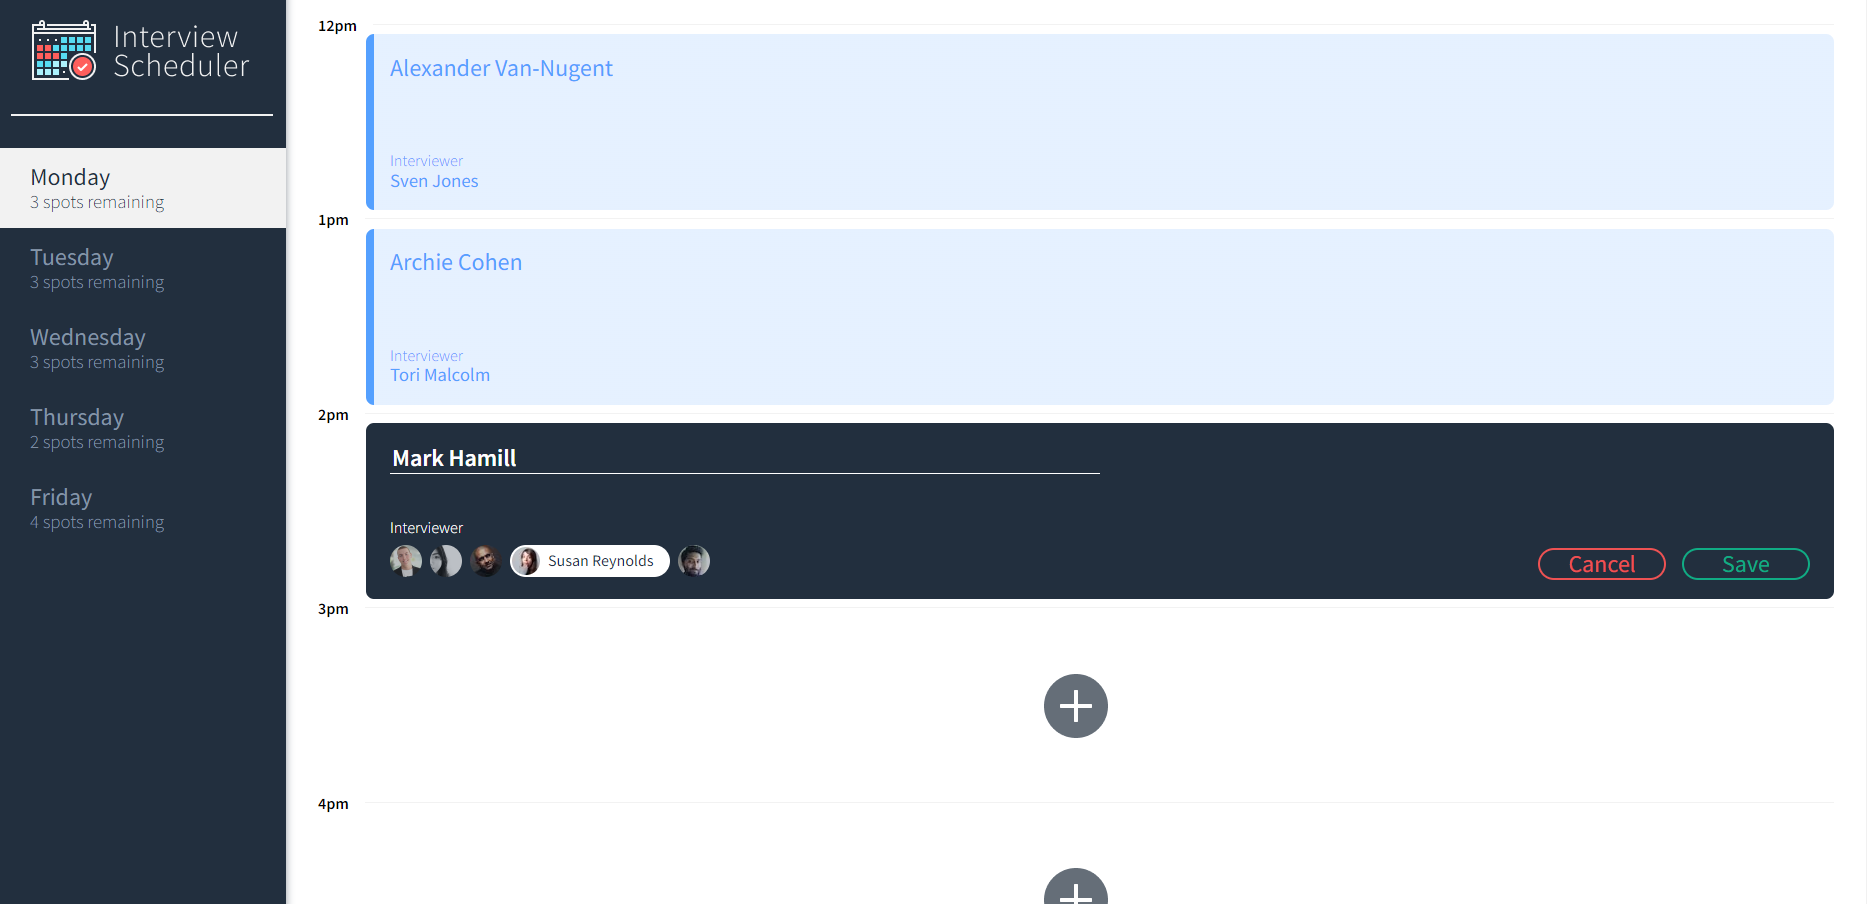 Interview
Scheduler
Monday
3 spots remaining
Tuesday
3 spots remaining
Wednesday
3 spots remaining
Thursday
2 spots remaining
Friday
4 spots remaining
12pm
Alexander Van-Nugent
Interviewer
Sven Jones
1pm
Archie Cohen
Interviewer
Tori Malcolm
2pm
Mark Hamill
Interviewer
Susan Reynolds
Cancel
Save
3pm
4pm